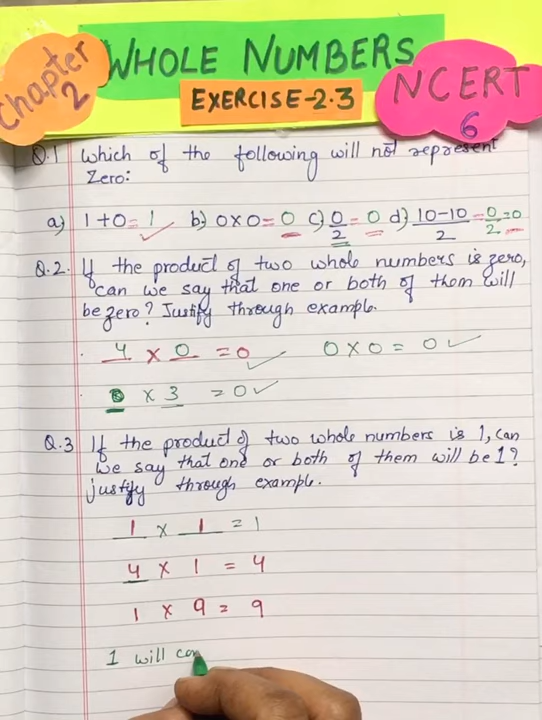 Chapter
2
WHOLE NUMBERS
EXERCISE-2.3
NCERT
6
Q.1 Which of the following will not represent
Zero:
a) 1+0=1 b) 0×0=0 c) 0/2=0 d) 10-10/2=0/2=0
Q.2. If the product of two whole numbers is zero,
can we say that one or both of them will
be zero? Justify through example.
4 × 0 = 0 0×0 = 0
0 × 3 = 0
Q.3 If the product of two whole numbers is 1, can
we say that one or both of them will be 1?
justify through example.
1 × 1 = 1
4 × 1 = 4
1 × 9 = 9
1 will co